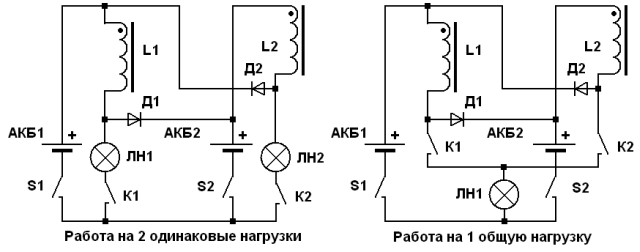 L1
L2
Д2
Д1
АКБ1
+
АКБ2
+
ЛН1
ЛН2
S1
К1
S2
К2
Работа на 2 одинаковые нагрузки
L1
L2
Д2
Д1
АКБ1
+
К1
АКБ2
+
К2
S1
ЛН1
S2
Работа на 1 общую нагрузку